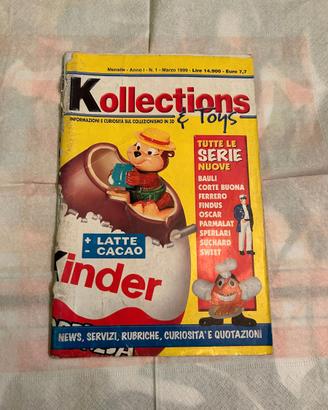 Mensile - Anno I - N. 1 - Marzo 1999 - Lire 14.900 - Euro 7,7
Kollections
& Toys
INFORMAZIONI E CURIOSITÀ SUL COLLEZIONISMO IN 3D
TUTTE LE
SERIE
NUOVE
BAULI
CORTE BUONA
FERRERO
FINDUS
OSCAR
PARMALAT
SPERLARI
SUCHARD
SWEET
+ LATTE
- CACAO
Kinder
NEWS, SERVIZI, RUBRICHE, CURIOSITA' E QUOTAZIONI